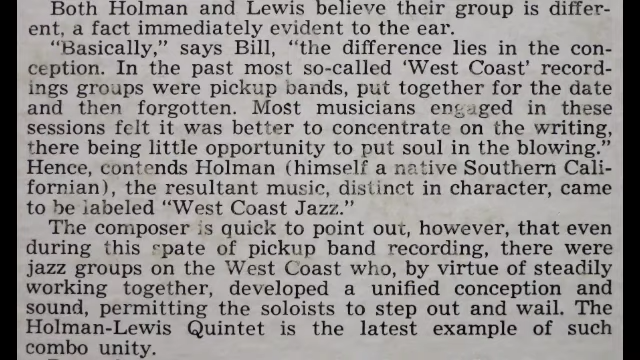 Both Holman and Lewis believe their group is differ-
ent, a fact immediately evident to the ear.
"Basically," says Bill, "the difference lies in the con-
ception. In the past most so-called 'West Coast' record-
ings groups were pickup bands, put together for the date
and then forgotten. Most musicians engaged in these
sessions felt it was better to concentrate on the writing,
there being little opportunity to put soul in the blowing."
Hence, contends Holman (himself a native Southern Cali-
fornian), the resultant music, distinct in character, came
to be labeled "West Coast Jazz."
The composer is quick to point out, however, that even
during this spate of pickup band recording, there were
jazz groups on the West Coast who, by virtue of steadily
working together, developed a unified conception and
sound, permitting the soloists to step out and wail. The
Holman-Lewis Quintet is the latest example of such
combo unity.